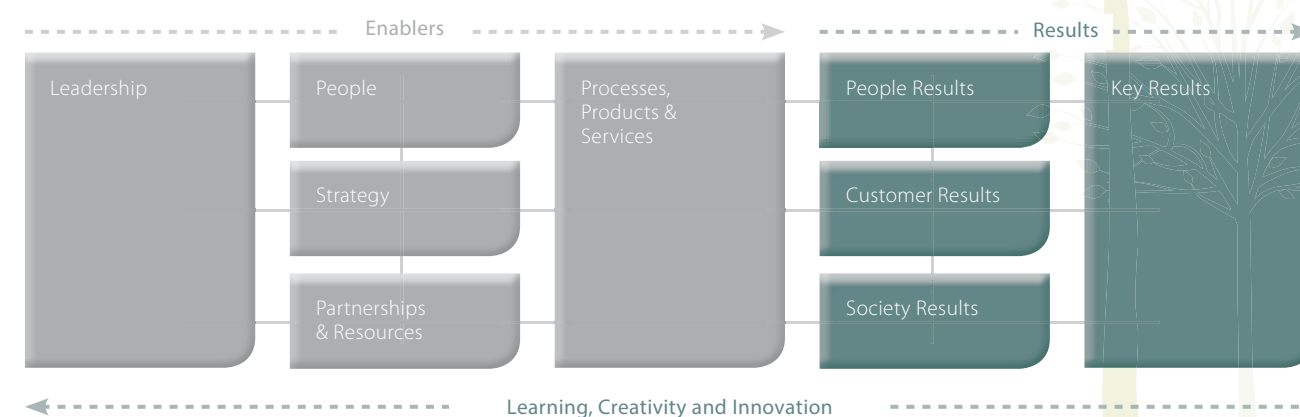 Enablers
Results
Leadership
People
Processes,
Products &
Services
People Results
Key Results
Strategy
Customer Results
Partnerships
& Resources
Society Results
Learning, Creativity and Innovation